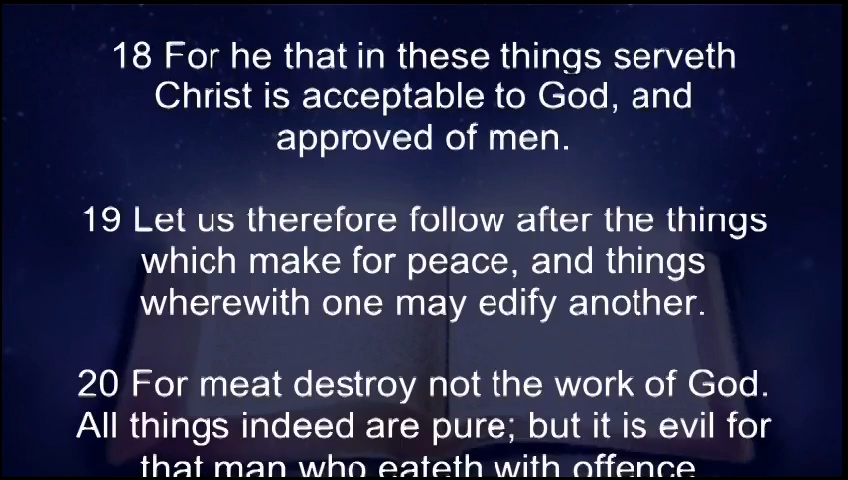 18 For he that in these things serveth
Christ is acceptable to God, and
approved of men.
19 Let us therefore follow after the things
which make for peace, and things
wherewith one may edify another.
20 For meat destroy not the work of God.
All things indeed are pure; but it is evil for
that man who eateth with offence.